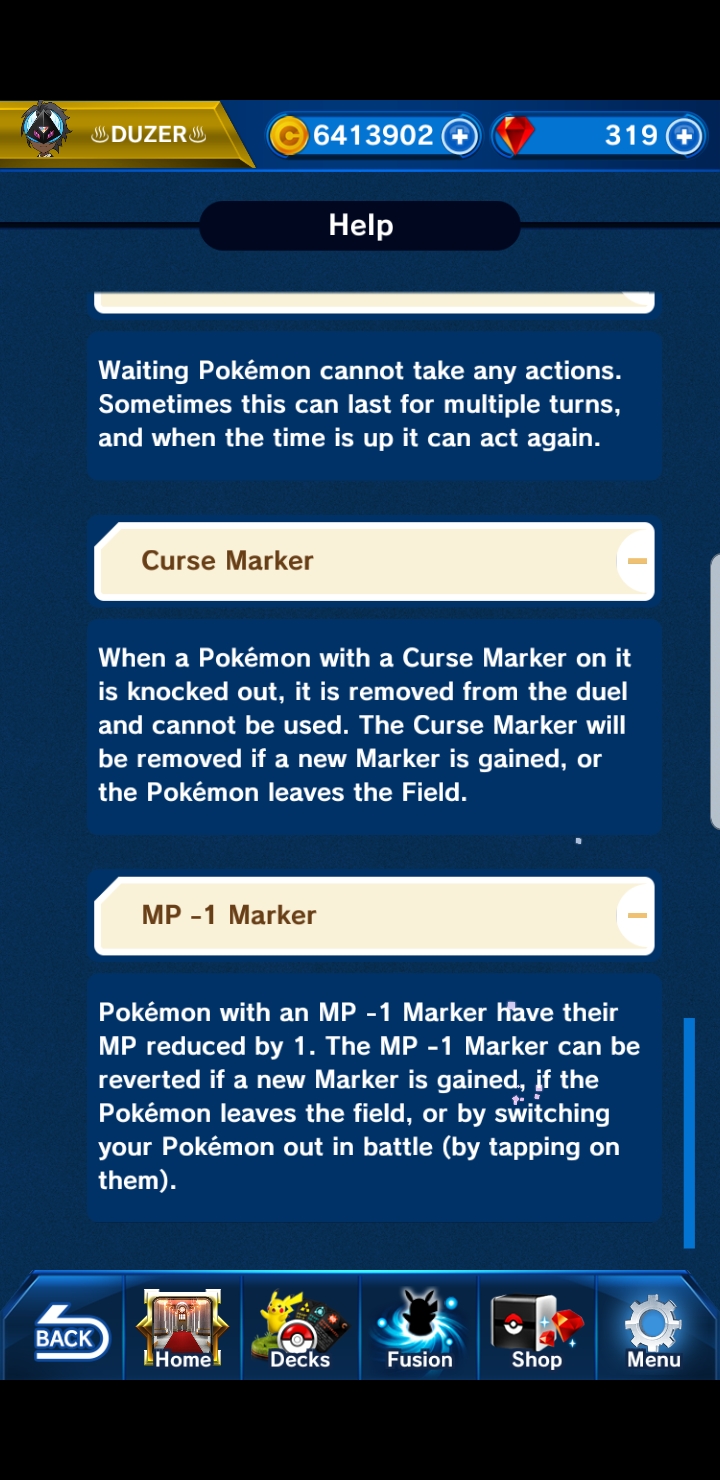 ♨DUZER♨
6413902
319
Help
Waiting Pokémon cannot take any actions.
Sometimes this can last for multiple turns,
and when the time is up it can act again.
Curse Marker
When a Pokémon with a Curse Marker on it
is knocked out, it is removed from the duel
and cannot be used. The Curse Marker will
be removed if a new Marker is gained, or
the Pokémon leaves the Field.
MP -1 Marker
Pokémon with an MP -1 Marker have their
MP reduced by 1. The MP -1 Marker can be
reverted if a new Marker is gained, if the
Pokémon leaves the field, or by switching
your Pokémon out in battle (by tapping on
them).
BACK
Home
Decks
Fusion
Shop
Menu